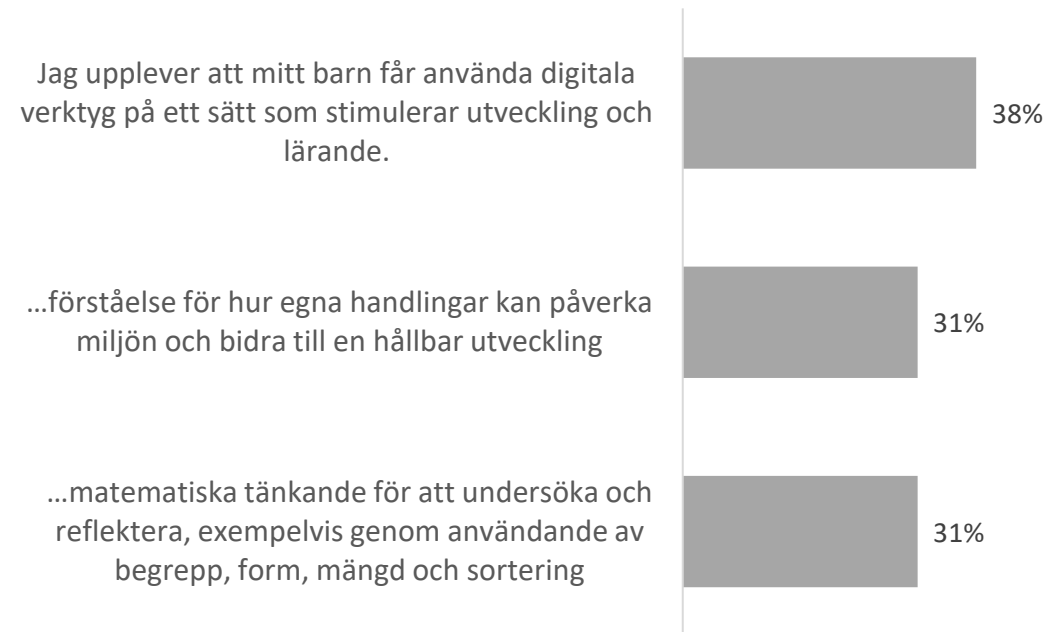 Jag upplever att mitt barn får använda digitala
verktyg på ett sätt som stimulerar utveckling och
lärande.
38%
...förståelse för hur egna handlingar kan påverka
miljön och bidra till en hållbar utveckling
31%
...matematiska tänkande för att undersöka och
reflektera, exempelvis genom användande av
begrepp, form, mängd och sortering
31%